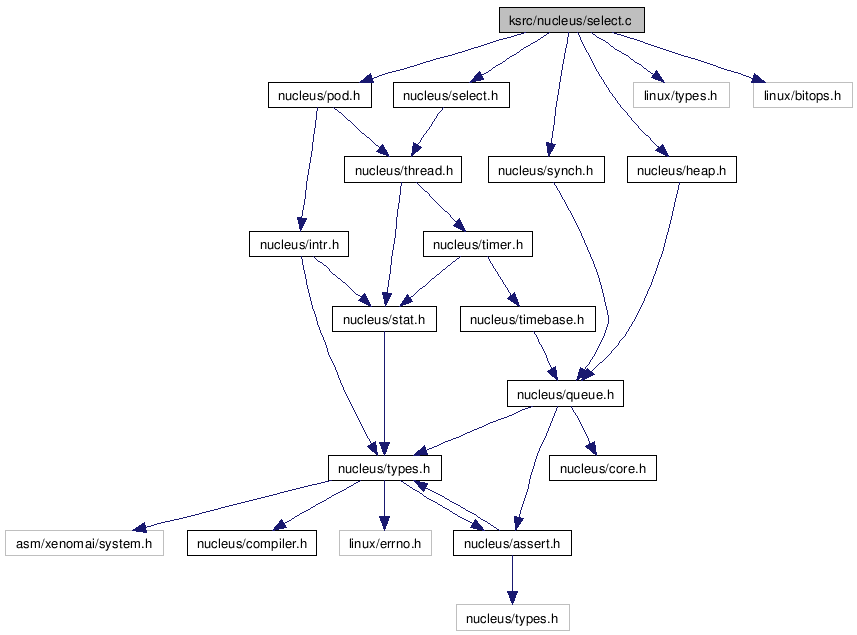 ksrc/nucleus/select.c
nucleus/pod.h
nucleus/select.h
linux/types.h
linux/bitops.h
nucleus/thread.h
nucleus/synch.h
nucleus/heap.h
nucleus/intr.h
nucleus/timer.h
nucleus/stat.h
nucleus/timebase.h
nucleus/queue.h
nucleus/types.h
nucleus/core.h
asm/xenomai/system.h
nucleus/compiler.h
linux/errno.h
nucleus/assert.h
nucleus/types.h